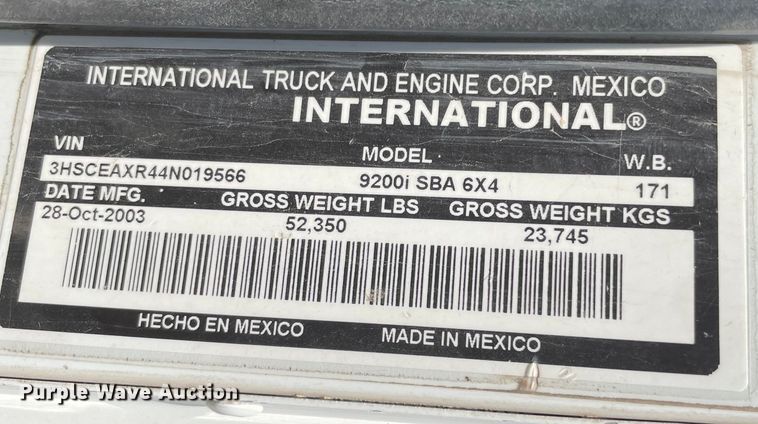 INTERNATIONAL TRUCK AND ENGINE CORP. MEXICO
INTERNATIONAL®
VIN MODEL W.B.
3HSCEAXR44N019566 9200i SBA 6X4 171
DATE MFG. GROSS WEIGHT LBS GROSS WEIGHT KGS
28-Oct-2003 52,350 23,745
HECHO EN MEXICO MADE IN MEXICO
Purple Wave Auction